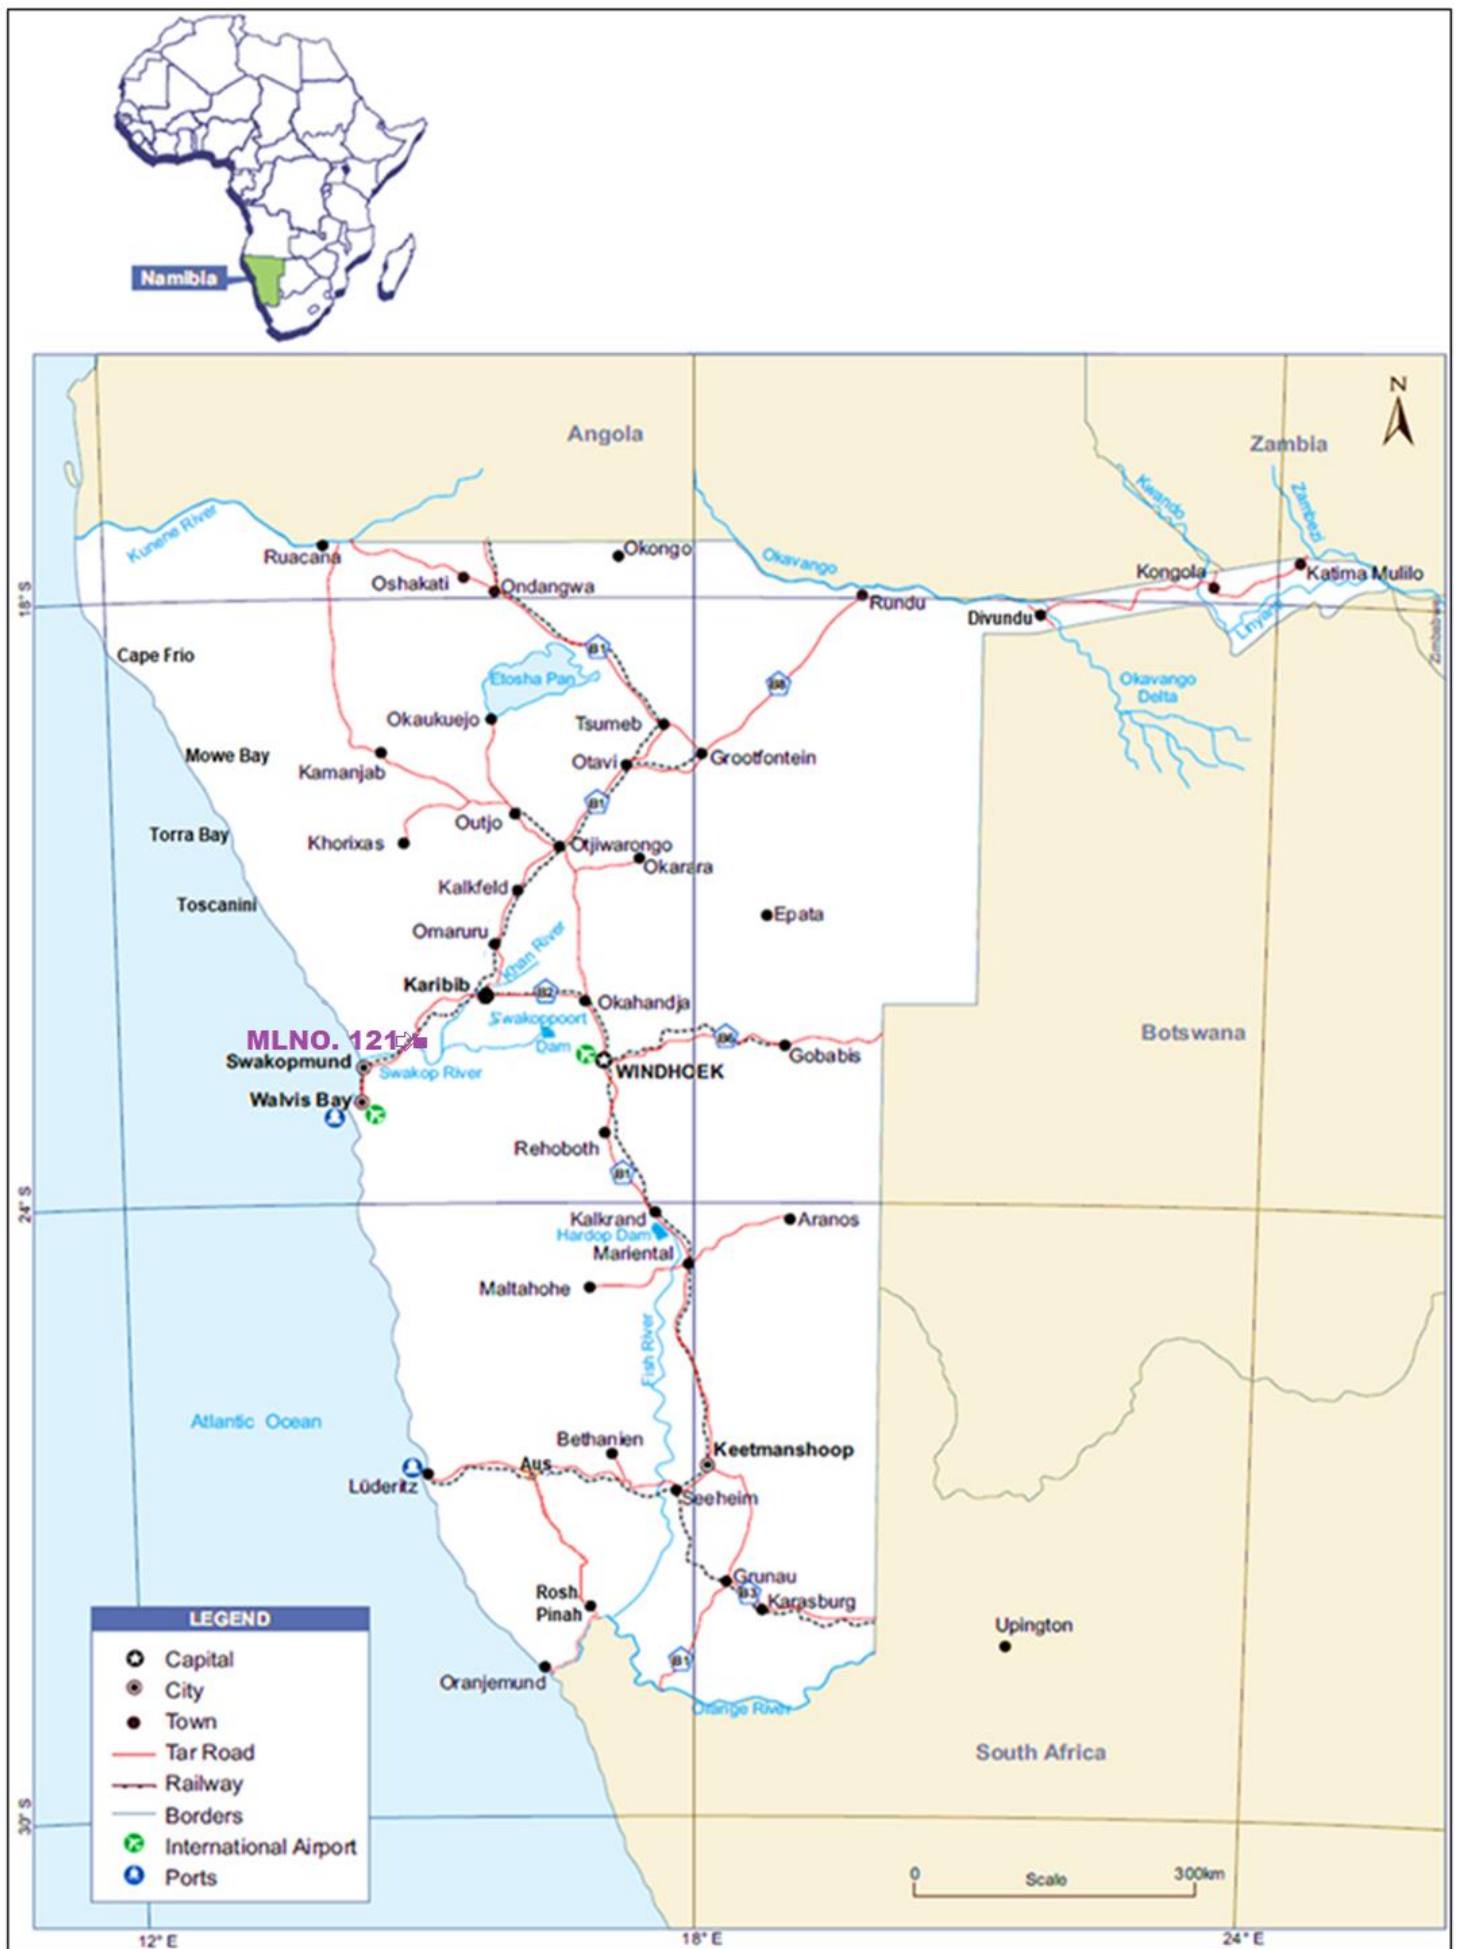 Namibia
N
Angola
Zambia
Kwando
Zambezi
Kunene River
Ruacana
Okongo
Okavango
Oshakati
Ondangwa
Kongola
Katima Mulilo
18° S
Rundu
Divundu
Zimbabwe
Cape Frio
B1
Etosha Pan
B8
Okavango
Delta
Okaukuejo
Tsumeb
Mowe Bay
Otavi
Grootfontein
Kamanjab
B1
Outjo
Torra Bay
Khorixas
Otjiwarongo
Okarara
Kalkfeld
Toscanini
Epata
Omaruru
Khan River
Karibib
B2
Okahandja
Swakoppoort
Dam
MLNO. 121
B6
Botswana
Gobabis
Swakopmund
Swakop River
WINDHOEK
Walvis Bay
Rehoboth
B1
24° S
Kalkrand
Aranos
Hardop Dam
Mariental
Maltahohe
Fish River
Atlantic Ocean
Bethanien
Keetmanshoop
Aus
Lüderitz
Seeheim
Grunau
B3
Rosh
Pinah
Karasburg
Upington
B1
Oranjemund
Orange River
South Africa
LEGEND
Capital
City
Town
Tar Road
Railway
Borders
International Airport
Ports
30° S
0
Scale
300km
12° E
18° E
24° E